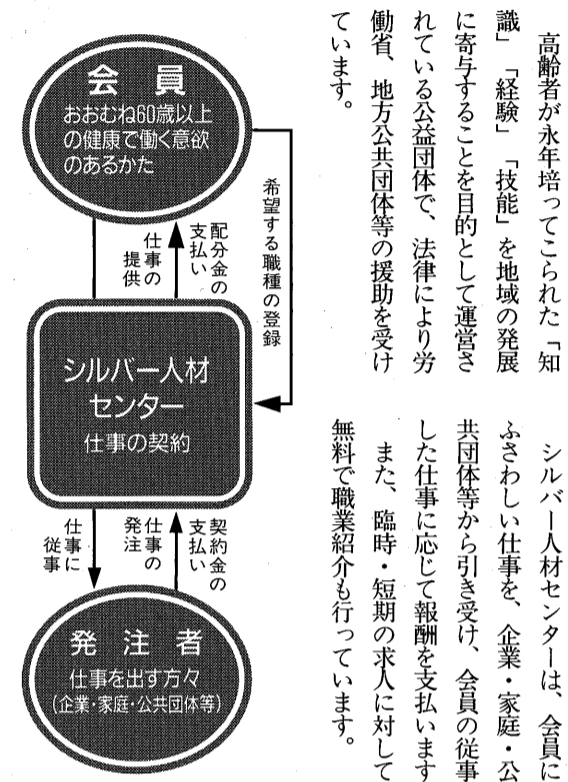 高齢者が永年培ってこられた「知
識」「経験」「技能」を地域の発展
に寄与することを目的として運営さ
れている公益団体で、法律により労
働省、地方公共団体等の援助を受け
ています。
シルバー人材センターは、会員に
ふさわしい仕事を、企業・家庭・公
共団体等から引き受け、会員の従事
した仕事に応じて報酬を支払います
また、臨時・短期の求人に対して
無料で職業紹介も行っています。
会員
おおむね60歳以上
の健康で働く意欲
のあるかた
希望する職種の登録
配分金の
支払い
仕事の
提供
シルバー人材
センター
仕事の契約
契約金の
支払い
仕事の
発注
仕事に
従事
発注者
仕事を出す方々
(企業・家庭・公共団体等)